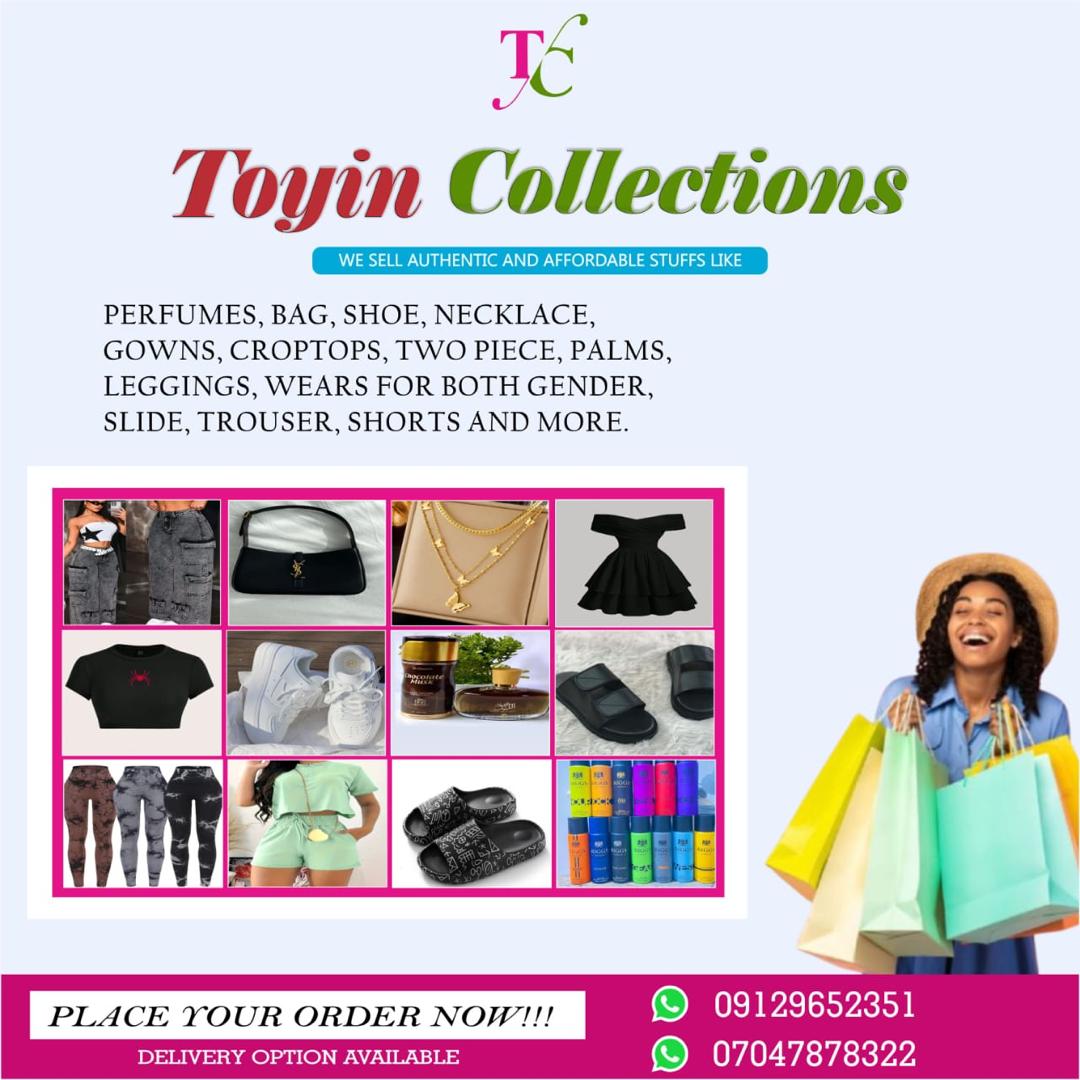 TC
Toyin Collections
WE SELL AUTHENTIC AND AFFORDABLE STUFFS LIKE
PERFUMES, BAG, SHOE, NECKLACE,
GOWNS, CROPTOPS, TWO PIECE, PALMS,
LEGGINGS, WEARS FOR BOTH GENDER,
SLIDE, TROUSER, SHORTS AND MORE.
YSL
Chocolate
Musk
PLACE YOUR ORDER NOW!!!
DELIVERY OPTION AVAILABLE
09129652351
07047878322